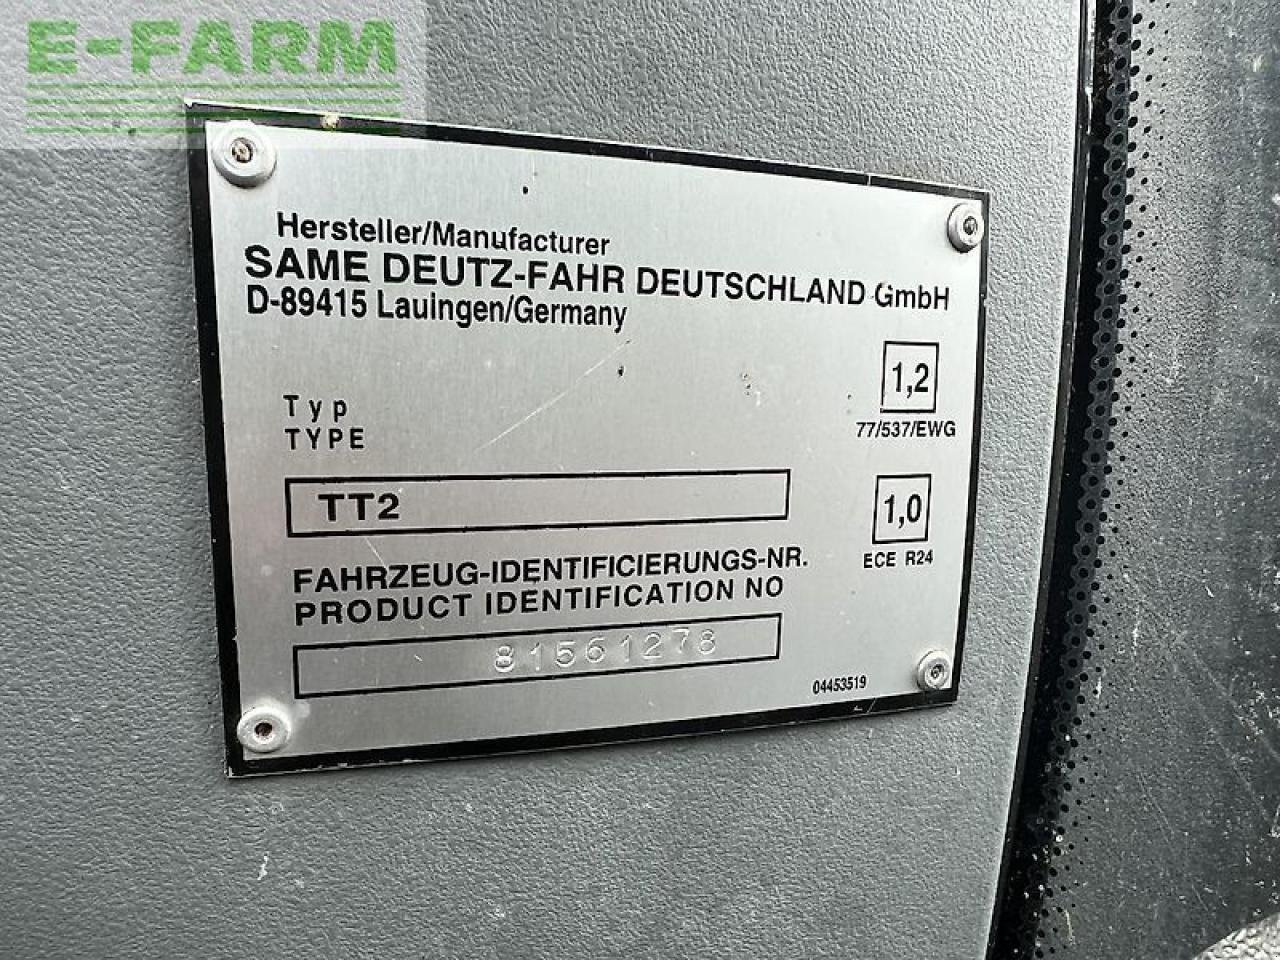 E-FARM
Hersteller/Manufacturer
SAME DEUTZ-FAHR DEUTSCHLAND GmbH
D-89415 Lauingen/Germany
1,2
77/537/EWG
Typ
TYPE
TT2
1,0
ECE R24
FAHRZEUG-IDENTIFICIERUNGS-NR.
PRODUCT IDENTIFICATION NO
81561278
04453519